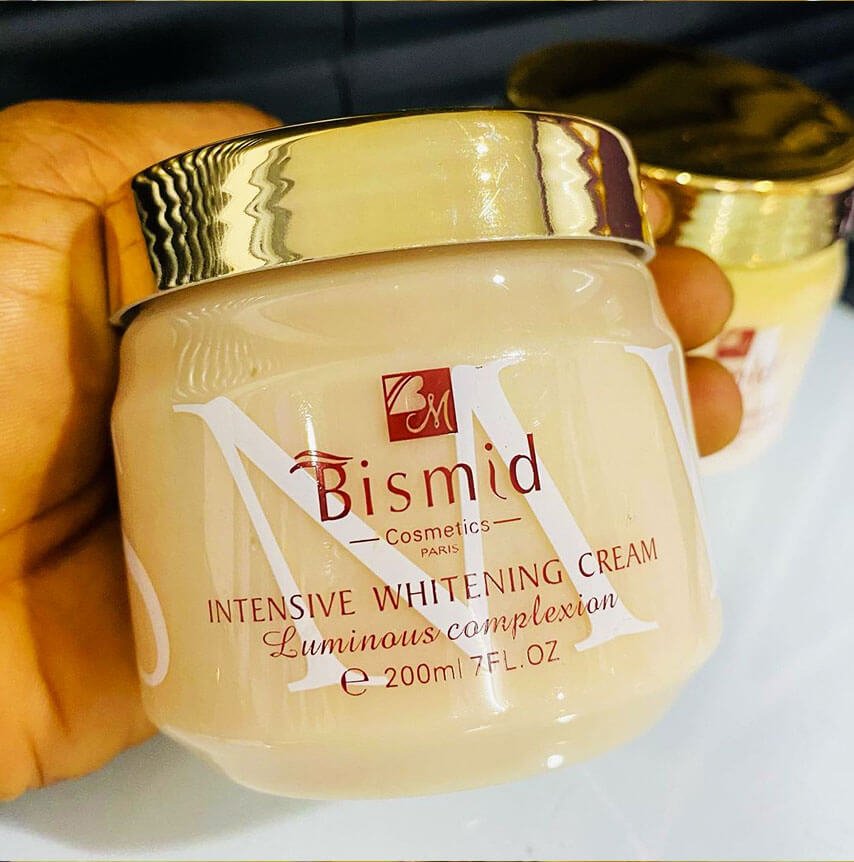 BM
Bismid
Cosmetics
PARIS
INTENSIVE WHITENING CREAM
Luminous complexion
℮ 200ml 7FL.OZ